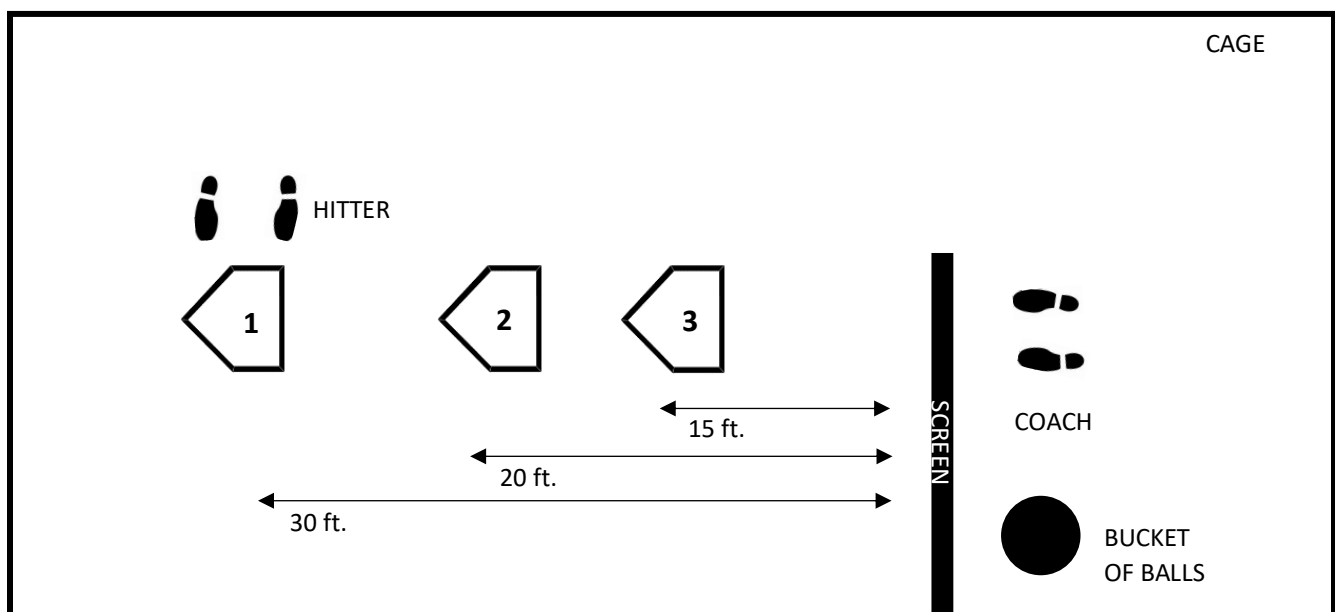 CAGE
HITTER
1
2
3
15 ft.
20 ft.
30 ft.
SCREEN
COACH
BUCKET
OF BALLS